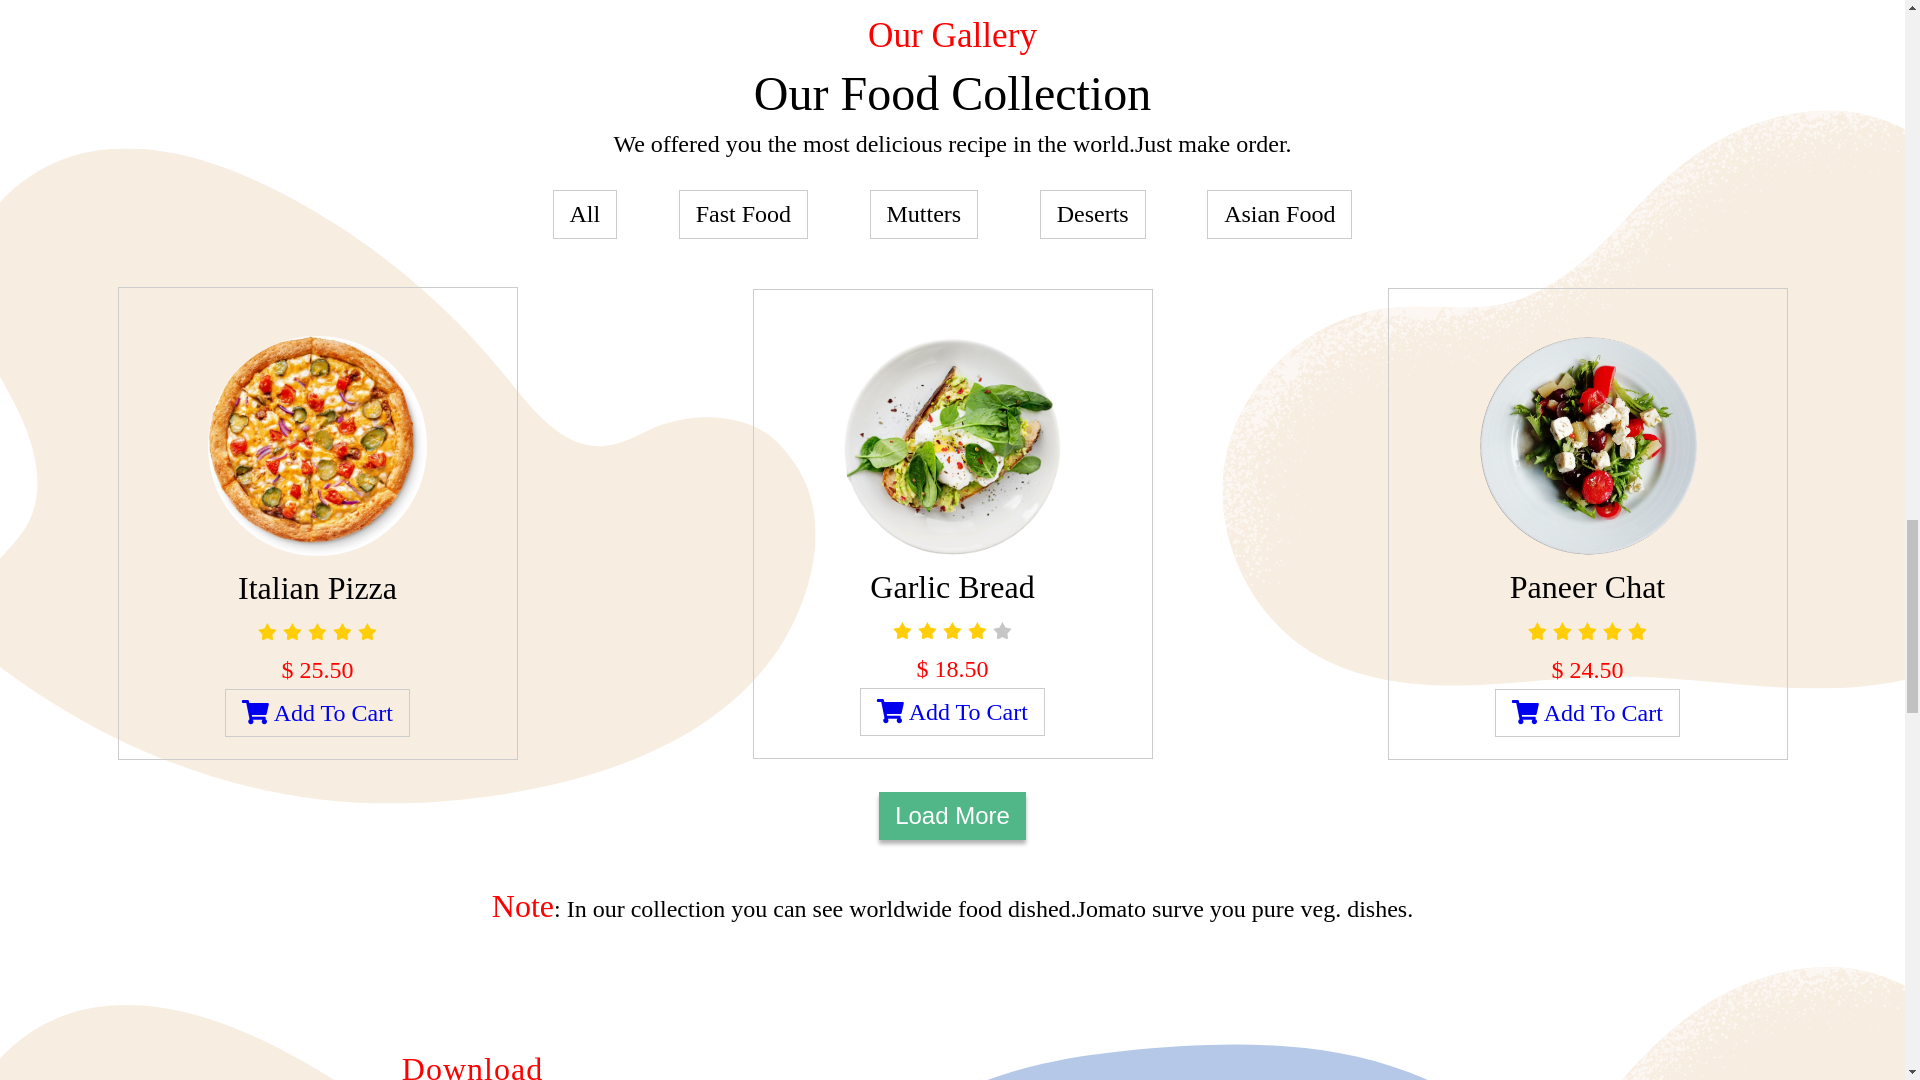 Our Gallery
Our Food Collection
We offered you the most delicious recipe in the world.Just make order.
All
Fast Food
Mutters
Deserts
Asian Food
Italian Pizza
$ 25.50
Add To Cart
Garlic Bread
$ 18.50
Add To Cart
Paneer Chat
$ 24.50
Add To Cart
Load More
Note: In our collection you can see worldwide food dished.Jomato surve you pure veg. dishes.
Download